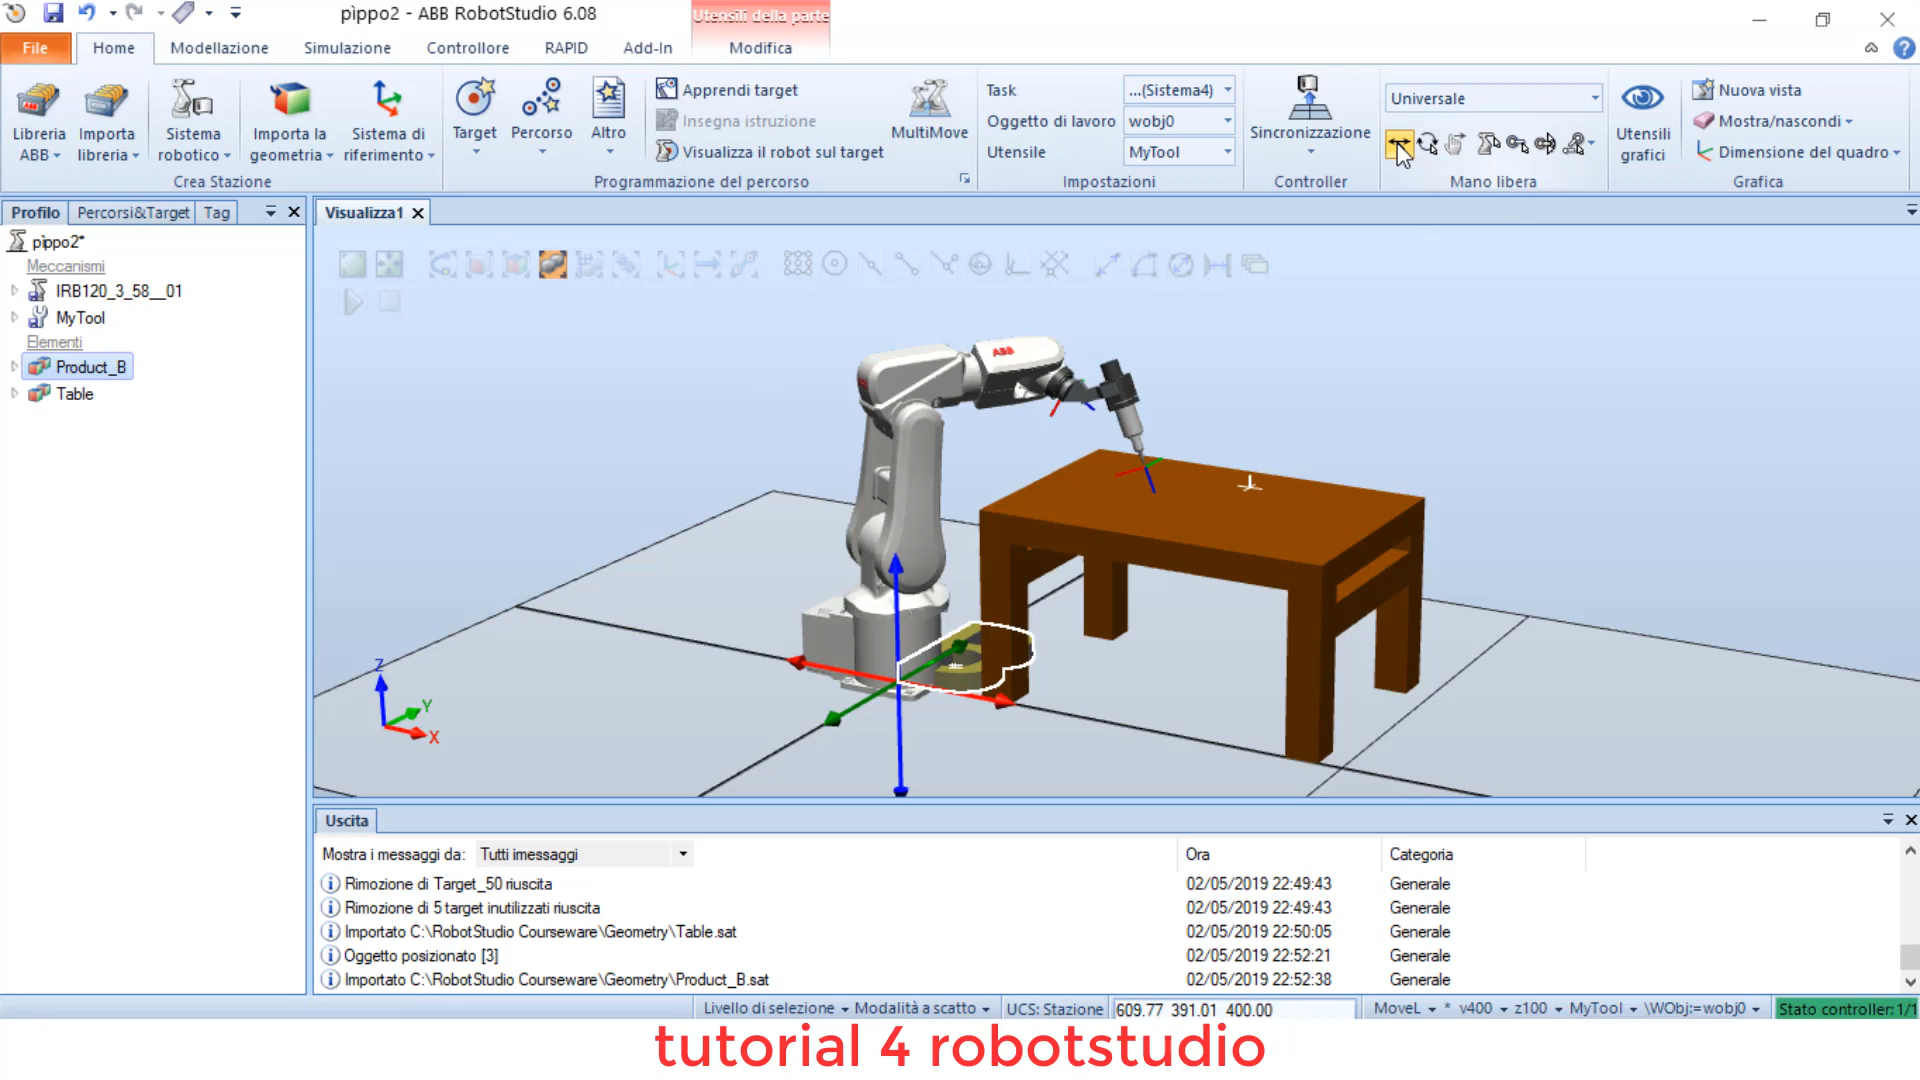 pìppo2 - ABB RobotStudio 6.08
Utensili della parte
File
Home
Modellazione
Simulazione
Controllore
RAPID
Add-In
Modifica
Libreria ABB
Importa libreria
Sistema robotico
Importa la geometria
Sistema di riferimento
Crea Stazione
Target
Percorso
Altro
Apprendi target
Insegna istruzione
Visualizza il robot sul target
MultiMove
Programmazione del percorso
Task ...(Sistema4)
Oggetto di lavoro wobj0
Utensile MyTool
Impostazioni
Sincronizzazione
Controller
Universale
Mano libera
Utensili grafici
Nuova vista
Mostra/nascondi
Dimensione del quadro
Grafica
Profilo
Percorsi&Target
Tag
Visualizza1
pìppo2*
Meccanismi
IRB120_3_58__01
MyTool
Elementi
Product_B
Table
ABB
Z
Y
X
Uscita
Mostra i messaggi da: Tutti imessaggi Ora Categoria
Rimozione di Target_50 riuscita 02/05/2019 22:49:43 Generale
Rimozione di 5 target inutilizzati riuscita 02/05/2019 22:49:43 Generale
Importato C:\RobotStudio Courseware\Geometry\Table.sat 02/05/2019 22:50:05 Generale
Oggetto posizionato [3] 02/05/2019 22:52:21 Generale
Importato C:\RobotStudio Courseware\Geometry\Product_B.sat 02/05/2019 22:52:38 Generale
Livello di selezione Modalità a scatto UCS: Stazione 609.77 391.01 400.00 MoveL * v400 z100 MyTool \WObj:=wobj0 Stato controller: 1/1
tutorial 4 robotstudio